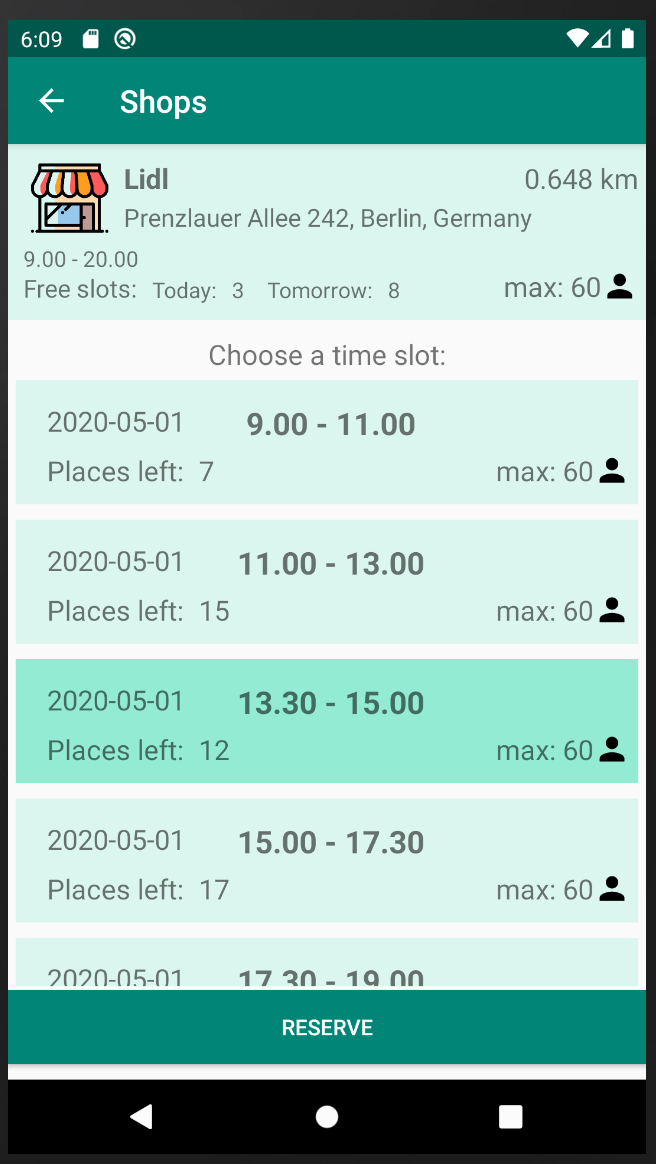 6:09
Shops
Lidl 0.648 km
Prenzlauer Allee 242, Berlin, Germany
9.00 - 20.00
Free slots: Today: 3 Tomorrow: 8 max: 60
Choose a time slot:
2020-05-01 9.00 - 11.00
Places left: 7 max: 60
2020-05-01 11.00 - 13.00
Places left: 15 max: 60
2020-05-01 13.30 - 15.00
Places left: 12 max: 60
2020-05-01 15.00 - 17.30
Places left: 17 max: 60
2020-05-01 17.30 - 19.00
RESERVE